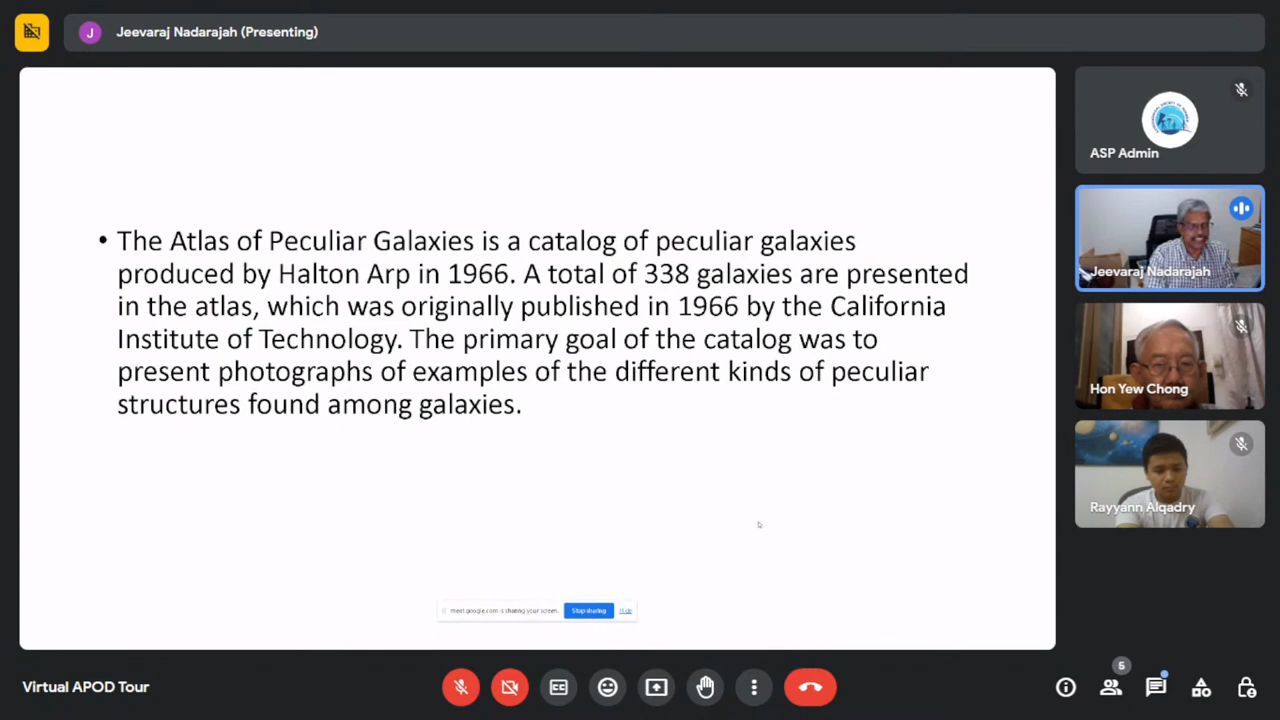 J
Jeevaraj Nadarajah (Presenting)
• The Atlas of Peculiar Galaxies is a catalog of peculiar galaxies
produced by Halton Arp in 1966. A total of 338 galaxies are presented
in the atlas, which was originally published in 1966 by the California
Institute of Technology. The primary goal of the catalog was to
present photographs of examples of the different kinds of peculiar
structures found among galaxies.
meet.google.com is sharing your screen.
Stop sharing
Hide
ASP Admin
Jeevaraj Nadarajah
Hon Yew Chong
Rayyann Alqadry
Virtual APOD Tour
CC
5